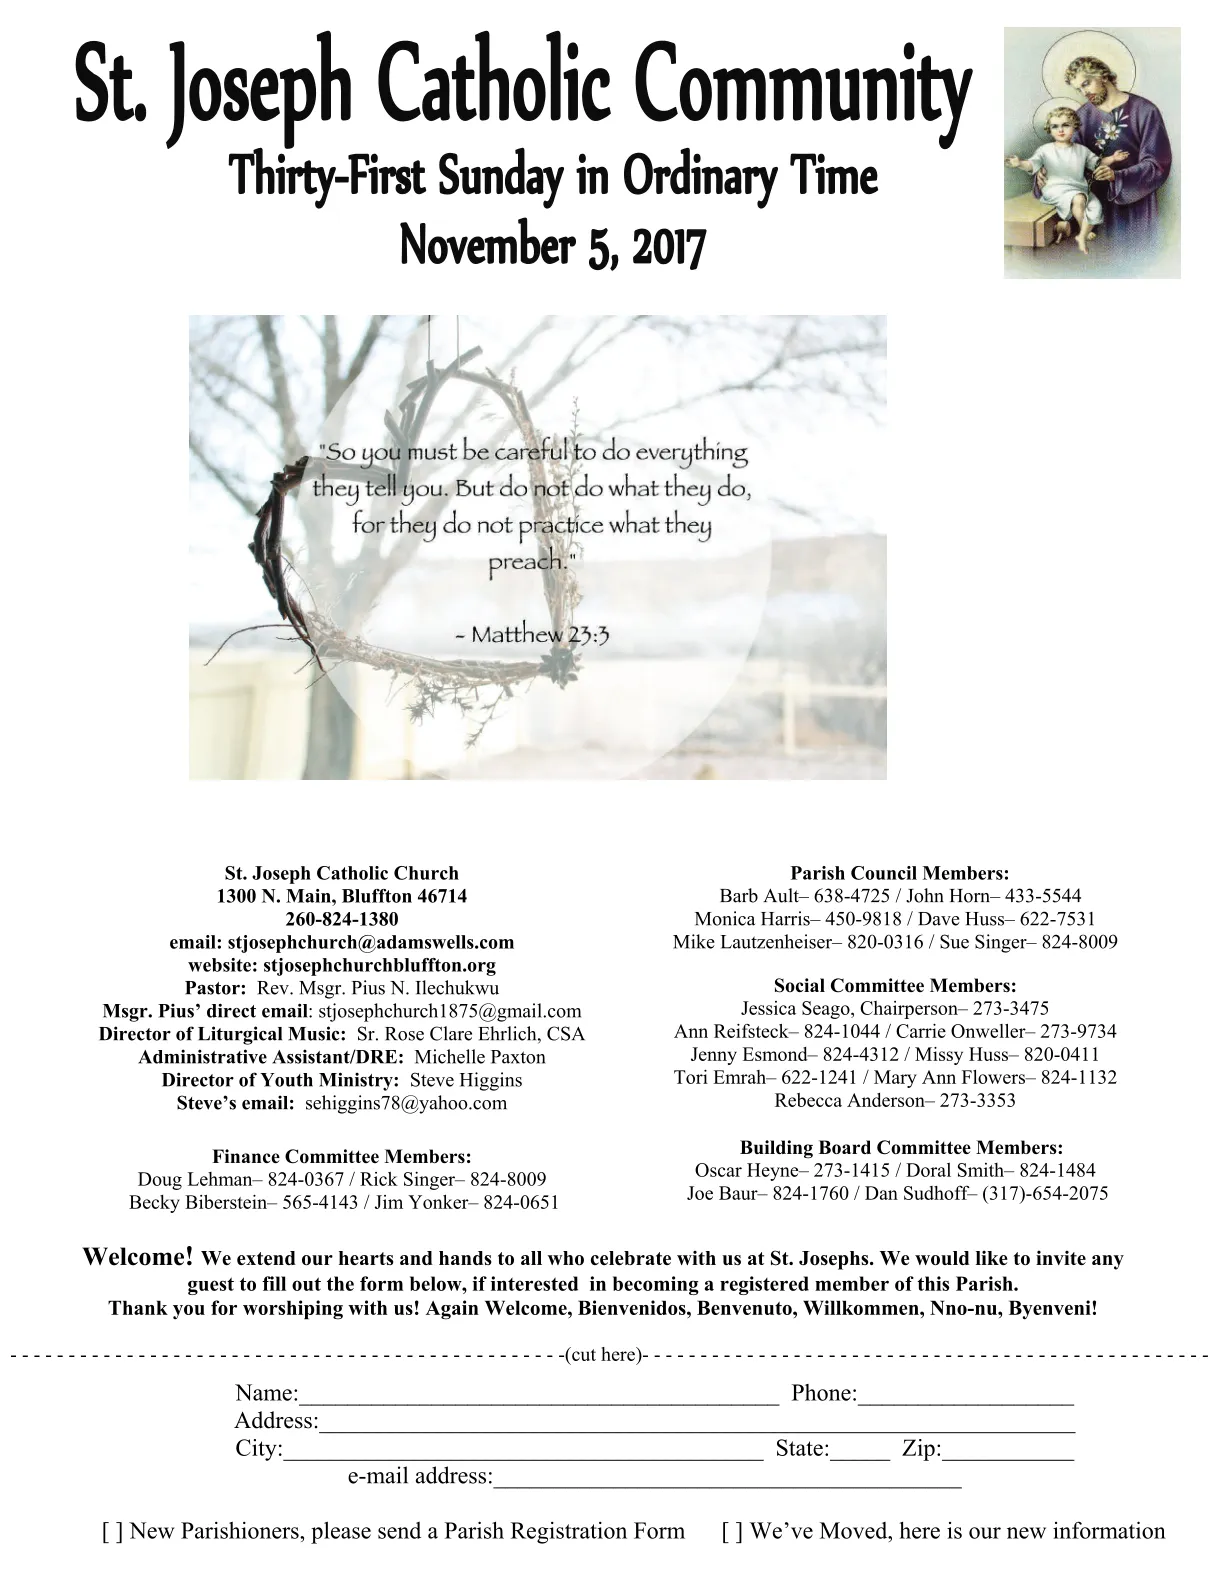 St. Joseph Catholic Community
Thirty-First Sunday in Ordinary Time
November 5, 2017
"So you must be careful to do everything
they tell you. But do not do what they do,
for they do not practice what they
preach."
~ Matthew 23:3
St. Joseph Catholic Church
1300 N. Main, Bluffton 46714
260-824-1380
email: stjosephchurch@adamswells.com
website: stjosephchurchbluffton.org
Pastor: Rev. Msgr. Pius N. Ilechukwu
Msgr. Pius’ direct email: stjosephchurch1875@gmail.com
Director of Liturgical Music: Sr. Rose Clare Ehrlich, CSA
Administrative Assistant/DRE: Michelle Paxton
Director of Youth Ministry: Steve Higgins
Steve’s email: sehiggins78@yahoo.com
Finance Committee Members:
Doug Lehman– 824-0367 / Rick Singer– 824-8009
Becky Biberstein– 565-4143 / Jim Yonker– 824-0651
Parish Council Members:
Barb Ault– 638-4725 / John Horn– 433-5544
Monica Harris– 450-9818 / Dave Huss– 622-7531
Mike Lautzenheiser– 820-0316 / Sue Singer– 824-8009
Social Committee Members:
Jessica Seago, Chairperson– 273-3475
Ann Reifsteck– 824-1044 / Carrie Onweller– 273-9734
Jenny Esmond– 824-4312 / Missy Huss– 820-0411
Tori Emrah– 622-1241 / Mary Ann Flowers– 824-1132
Rebecca Anderson– 273-3353
Building Board Committee Members:
Oscar Heyne– 273-1415 / Doral Smith– 824-1484
Joe Baur– 824-1760 / Dan Sudhoff– (317)-654-2075
Welcome! We extend our hearts and hands to all who celebrate with us at St. Josephs. We would like to invite any
guest to fill out the form below, if interested in becoming a registered member of this Parish.
Thank you for worshiping with us! Again Welcome, Bienvenidos, Benvenuto, Willkommen, Nno-nu, Byenveni!
- - - - - - - - - - - - - - - - - - - - - - - - - - - - - - - - - - - - - - - - - - - - - - - -(cut here)- - - - - - - - - - - - - - - - - - - - - - - - - - - - - - - - - - - - - - - - - - - - - - - - -
Name:________________________________________ Phone:__________________
Address:_______________________________________________________________
City:________________________________________ State:_____ Zip:___________
e-mail address:_______________________________________
[ ] New Parishioners, please send a Parish Registration Form [ ] We’ve Moved, here is our new information